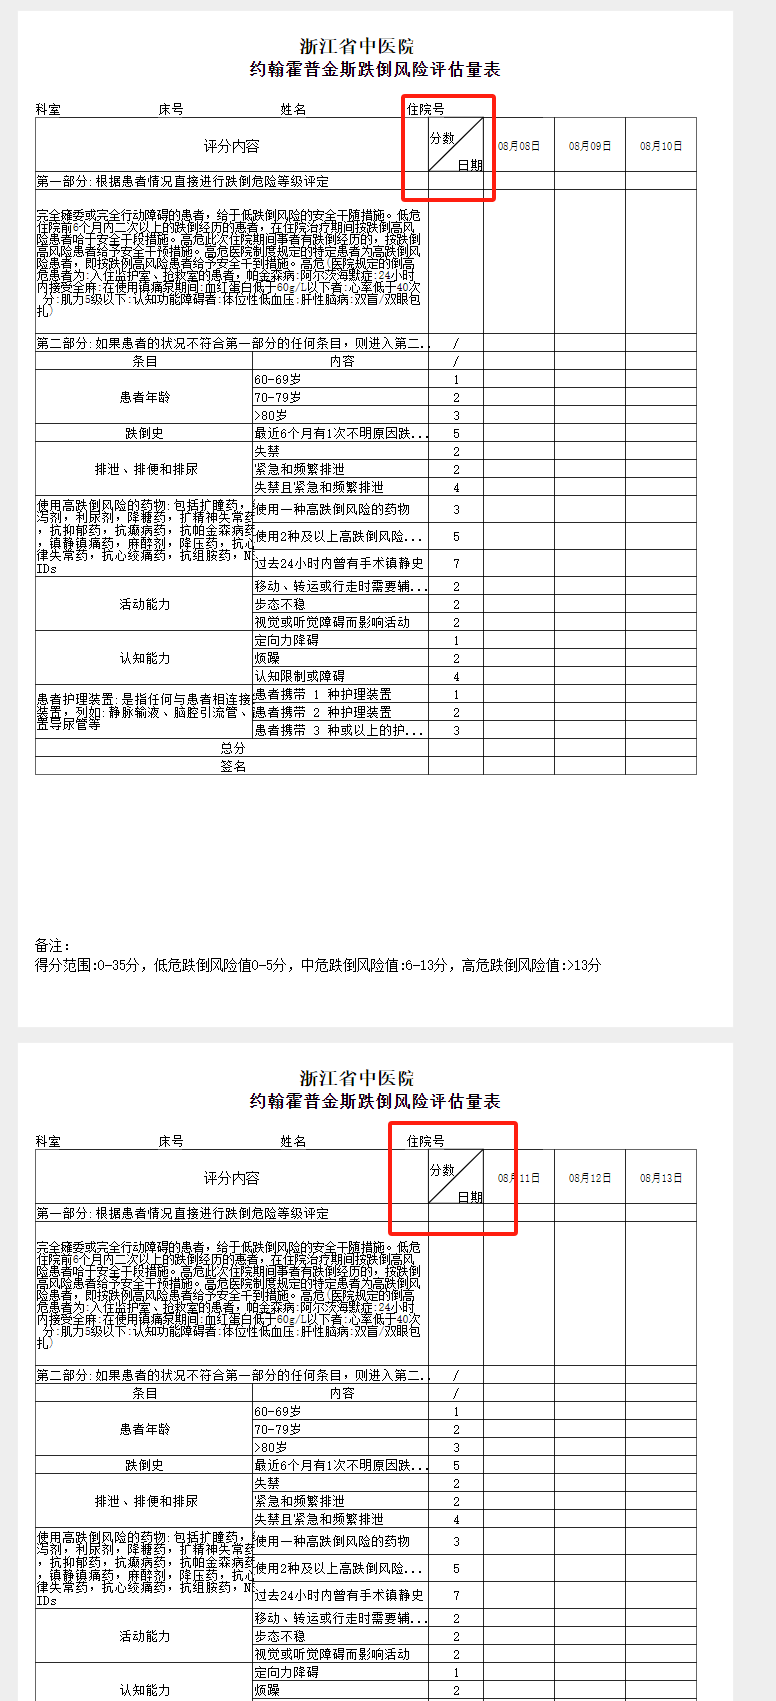 浙江省中医院
约翰霍普金斯跌倒风险评估量表
科室 床号 姓名 住院号
评分内容 分数 日期 08月08日 08月09日 08月10日
第一部分:根据患者情况直接进行跌倒危险等级评定
完全瘫委或完全行动障碍的患者，给于低跌倒风险的安全干随措施。低危
住院前6个月内二次以上的跌倒经历的惠者，在住院治疗期间按跌倒高风
险患者哈于安全干段措施。高危此次住院期间事者有跌倒经历的，按跌倒
高风险患者给予安全干预措施。高危医院制度规定的特定患者为高跌倒风
险患者，即按跌例高风险患者给予安全干到措施。高危(医院规定的倒高
危患者为:入住监护室、抢救室的患者，帕金森病:阿尔茨海默症:24小时
内接受全麻:在使用镇痛泵期间:血红蛋白低于60g/L以下者:心率低于40次
分:肌力5级以下:认知功能障碍者:体位性低血压;肝性脑病:双盲/双眼包
扎)
第二部分:如果患者的状况不符合第一部分的任何条目，则进入第二.. /
条目 内容 /
患者年龄 60-69岁 1
70-79岁 2
>80岁 3
跌倒史 最近6个月有1次不明原因跌... 5
排泄、排便和排尿 失禁 2
紧急和频繁排泄 2
失禁且紧急和频繁排泄 4
使用高跌倒风险的药物:包括扩瞳药，
泻剂，利尿剂，降糖药，扩精神失常药
，抗抑郁药，抗癫病药，抗帕金森病药
，镇静镇痛药，麻醉剂，降压药，抗心
律失常药，抗心绞痛药，抗组胺药，NS
IDs
使用一种高跌倒风险的药物 3
使用2种及以上高跌倒风险... 5
过去24小时内曾有手术镇静史 7
活动能力 移动、转运或行走时需要辅... 2
步态不稳 2
视觉或听觉障碍而影响活动 2
认知能力 定向力降碍 1
烦躁 2
认知限制或障碍 4
患者护理装置:是指任何与患者相连接
装置，列如:静脉输液、脑腔引流管、
置导尿管等
患者携带 1 种护理装置 1
患者携带 2 种护理装置 2
患者携带 3 种或以上的护... 3
总分
签名
备注:
得分范围:0-35分，低危跌倒风险值0-5分，中危跌倒风险值:6-13分，高危跌倒风险值:>13分
浙江省中医院
约翰霍普金斯跌倒风险评估量表
科室 床号 姓名 住院号
评分内容 分数 日期 08月11日 08月12日 08月13日
第一部分:根据患者情况直接进行跌倒危险等级评定
完全瘫委或完全行动障碍的患者，给于低跌倒风险的安全干随措施。低危
住院前6个月内二次以上的跌倒经历的惠者，在住院治疗期间按跌倒高风
险患者哈于安全干段措施。高危此次住院期间事者有跌倒经历的，按跌倒
高风险患者给予安全干预措施。高危医院制度规定的特定患者为高跌倒风
险患者，即按跌例高风险患者给予安全干到措施。高危(医院规定的倒高
危患者为:入住监护室、抢救室的患者，帕金森病:阿尔茨海默症:24小时
内接受全麻:在使用镇痛泵期间:血红蛋白低于60g/L以下者:心率低于40次
分:肌力5级以下:认知功能障碍者:体位性低血压;肝性脑病:双盲/双眼包
扎)
第二部分:如果患者的状况不符合第一部分的任何条目，则进入第二.. /
条目 内容 /
患者年龄 60-69岁 1
70-79岁 2
>80岁 3
跌倒史 最近6个月有1次不明原因跌... 5
排泄、排便和排尿 失禁 2
紧急和频繁排泄 2
失禁且紧急和频繁排泄 4
使用高跌倒风险的药物:包括扩瞳药，
泻剂，利尿剂，降糖药，扩精神失常药
，抗抑郁药，抗癫病药，抗帕金森病药
，镇静镇痛药，麻醉剂，降压药，抗心
律失常药，抗心绞痛药，抗组胺药，NS
IDs
使用一种高跌倒风险的药物 3
使用2种及以上高跌倒风险... 5
过去24小时内曾有手术镇静史 7
活动能力 移动、转运或行走时需要辅... 2
步态不稳 2
视觉或听觉障碍而影响活动 2
认知能力 定向力降碍 1
烦躁 2